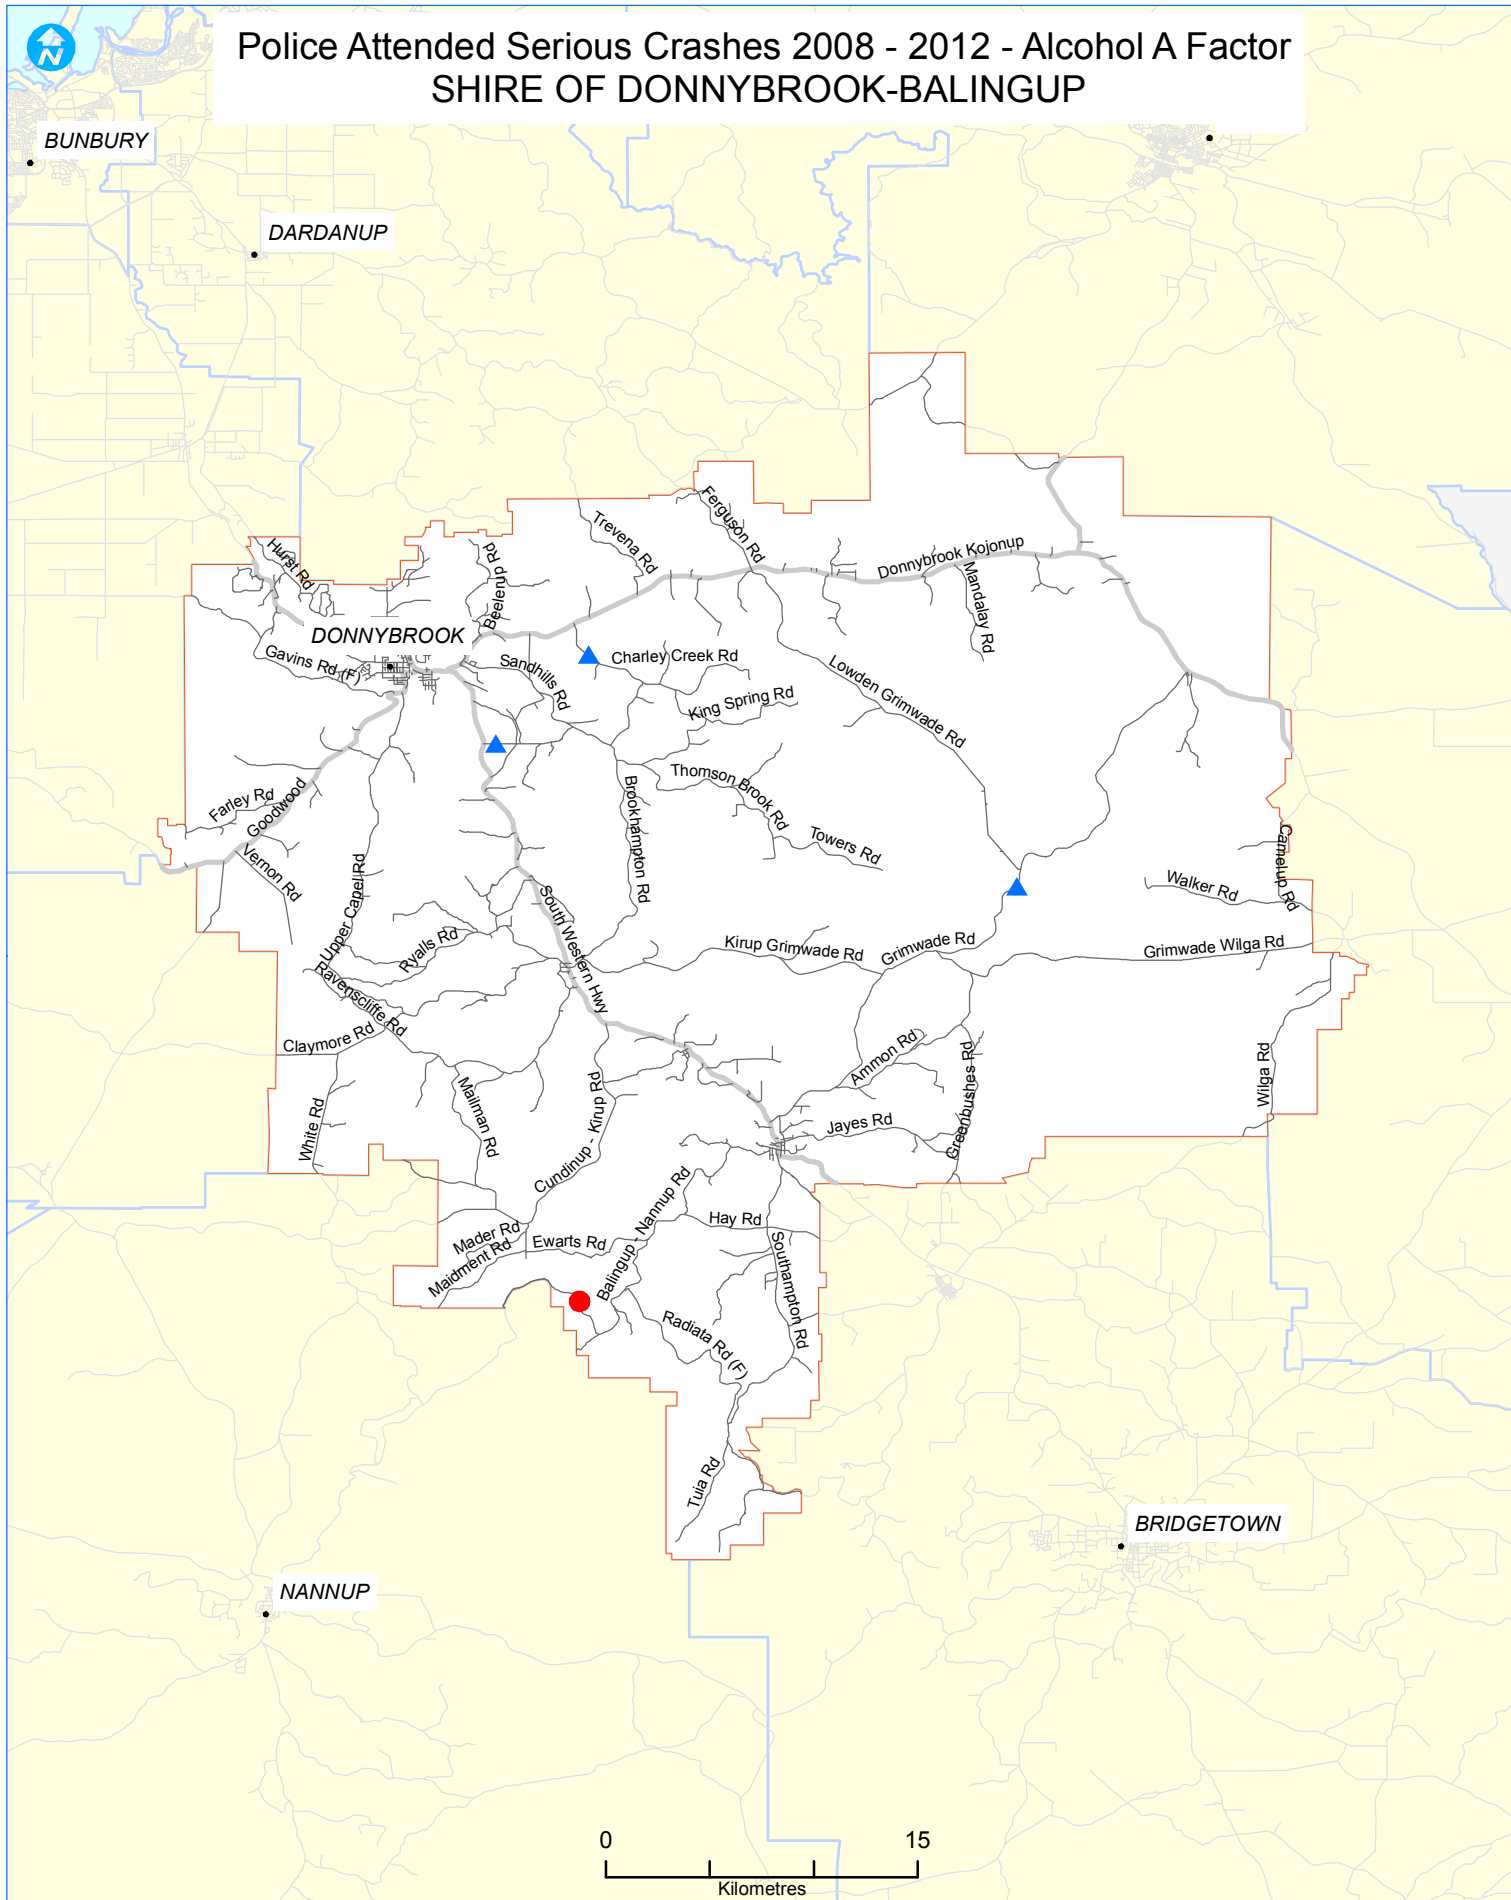 Police Attended Serious Crashes 2008 - 2012 - Alcohol A Factor
SHIRE OF DONNYBROOK-BALINGUP
N
BUNBURY
DARDANUP
Ferguson Rd
Trevena Rd
Hurst Rd
Beelerup Rd
Donnybrook Kojonup
Mandalay Rd
DONNYBROOK
Gavins Rd (F)
Sandhills Rd
Charley Creek Rd
King Spring Rd
Lowden Grimwade Rd
Farley Rd
Goodwood
Thomson Brook Rd
Brookhampton Rd
Towers Rd
Vernon Rd
Camelup Rd
Walker Rd
Upper Capel Rd
South Western Hwy
Ryalls Rd
Kirup Grimwade Rd
Grimwade Rd
Grimwade Wilga Rd
Ravenscliffe Rd
Claymore Rd
Ammon Rd
Wilga Rd
White Rd
Mailman Rd
Cundinup - Kirup Rd
Jayes Rd
Greenbushes Rd
Balingup - Nannup Rd
Hay Rd
Mader Rd
Ewarts Rd
Maidment Rd
Southampton Rd
Radiata Rd (F)
Tuia Rd
BRIDGETOWN
NANNUP
0 15
Kilometres